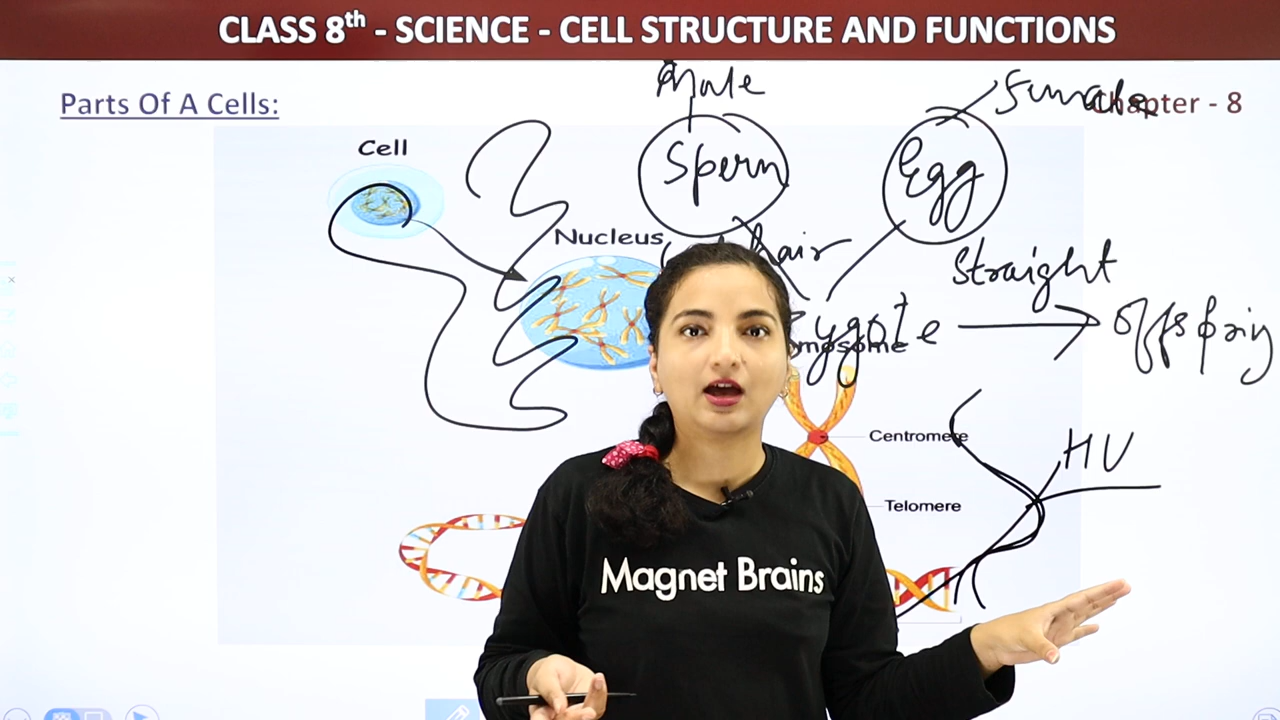 CLASS 8th - SCIENCE - CELL STRUCTURE AND FUNCTIONS
Parts Of A Cells:
Chapter - 8
Male
Female
Cell
Sperm
Egg
Nucleus
hair
Straight
Zygote
Offspring
mosome
Centromere
HV
Telomere
Magnet Brains